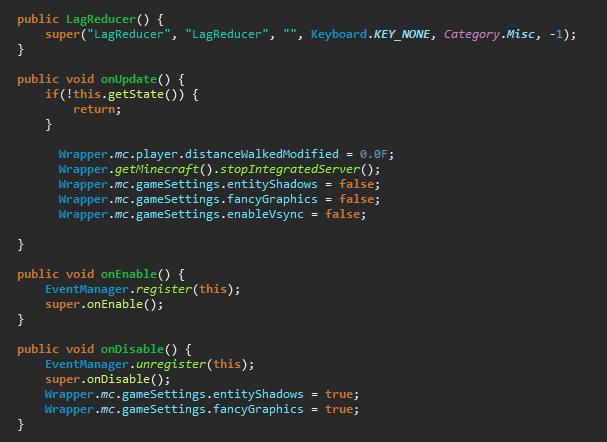 public LagReducer() {
super("LagReducer", "LagReducer", "", Keyboard.KEY_NONE, Category.Misc, -1);
}
public void onUpdate() {
if(!this.getState()) {
return;
}
Wrapper.mc.player.distanceWalkedModified = 0.0F;
Wrapper.getMinecraft().stopIntegratedServer();
Wrapper.mc.gameSettings.entityShadows = false;
Wrapper.mc.gameSettings.fancyGraphics = false;
Wrapper.mc.gameSettings.enableVsync = false;
}
public void onEnable() {
EventManager.register(this);
super.onEnable();
}
public void onDisable() {
EventManager.unregister(this);
super.onDisable();
Wrapper.mc.gameSettings.entityShadows = true;
Wrapper.mc.gameSettings.fancyGraphics = true;
}